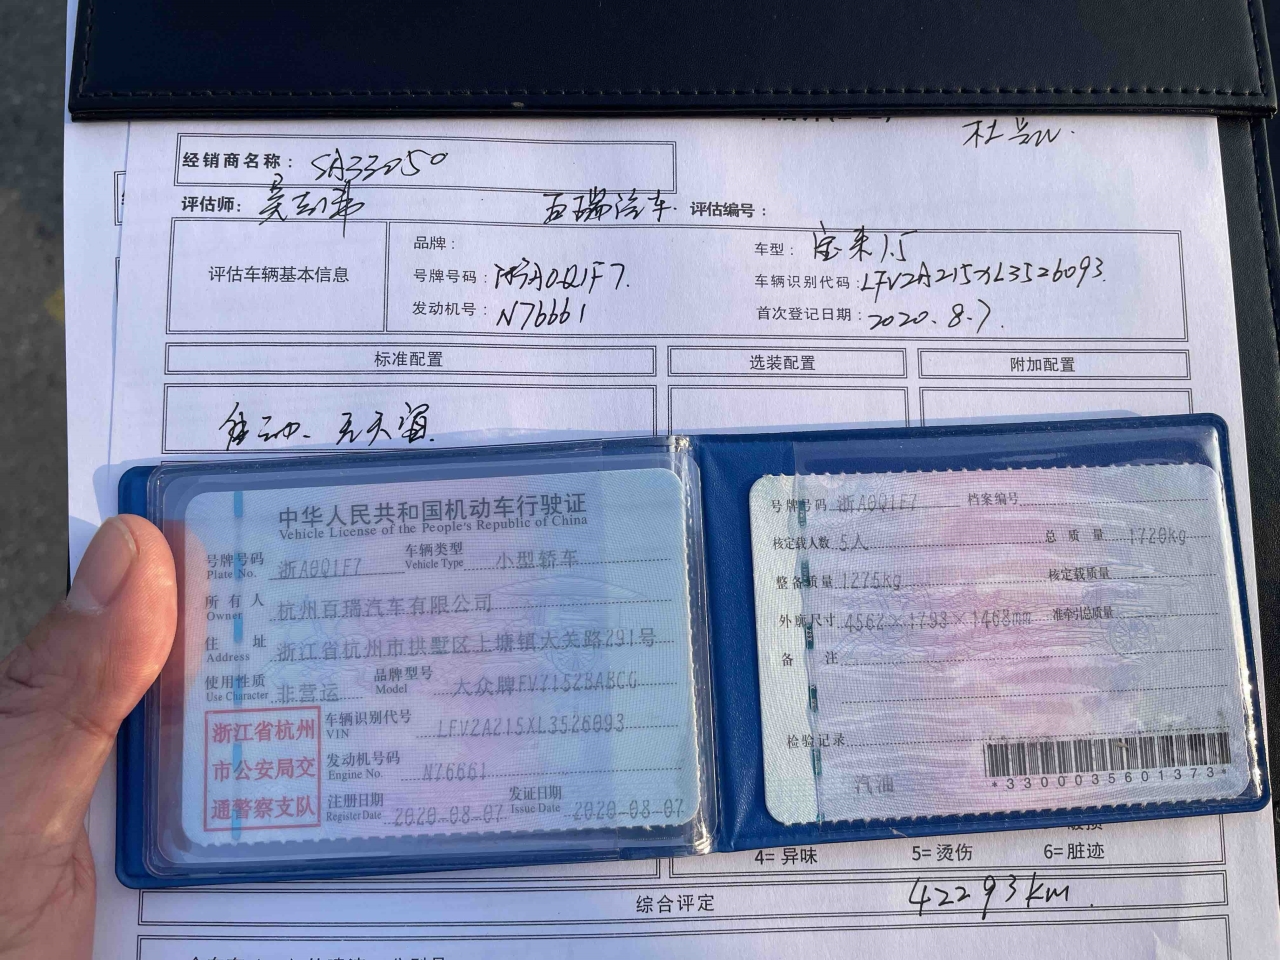 经销商名称: SA33050
评估师: 百瑞汽车 评估编号:
评估车辆基本信息
品牌: 车型: 宝来1.5
号牌号码: 浙A0Q1F7. 车辆识别代码: LFV2A215XL3526093
发动机号: N76661 首次登记日期: 2020.8.7.
标准配置 选装配置 附加配置
自动、无天窗
中华人民共和国机动车行驶证
Vehicle License of the People's Republic of China
号牌号码 浙A0Q1F7 车辆类型 小型轿车
Plate No. Vehicle Type
所有人 杭州百瑞汽车有限公司
Owner
住址 浙江省杭州市拱墅区上塘镇大关路291号
Address
使用性质 非营运 品牌型号 大众牌FV7152BABCG
Use Character Model
浙江省杭州市公安局交通警察支队
车辆识别代号 LFV2A215XL3526093
VIN
发动机号码 N76661
Engine No.
注册日期 2020-08-07 发证日期 2020-08-07
Register Date Issue Date
号牌号码 浙A0Q1F7 档案编号
核定载人数 5人 总质量 1720kg
整备质量 1275kg 核定载质量
外廓尺寸 4562×1793×1468mm 准牵引总质量
备注
检验记录
汽油
*3300035601373*
4= 异味 5= 烫伤 6= 脏迹
综合评定 42293km.